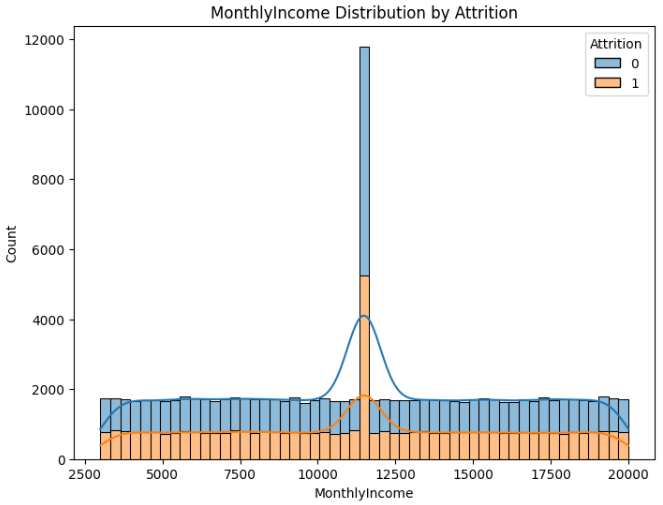 MonthlyIncome Distribution by Attrition
Attrition
0
1
12000
10000
8000
6000
4000
2000
0
Count
2500 5000 7500 10000 12500 15000 17500 20000
MonthlyIncome